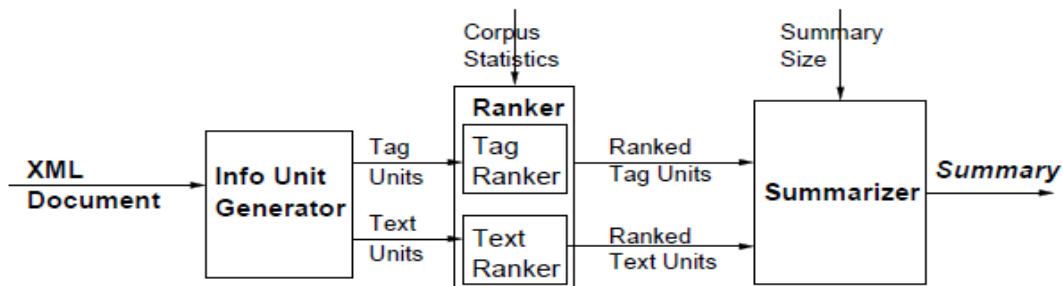 Corpus
Statistics
Summary
Size
XML
Document
Info Unit
Generator
Tag
Units
Text
Units
Ranker
Tag
Ranker
Text
Ranker
Ranked
Tag Units
Ranked
Text Units
Summarizer
Summary